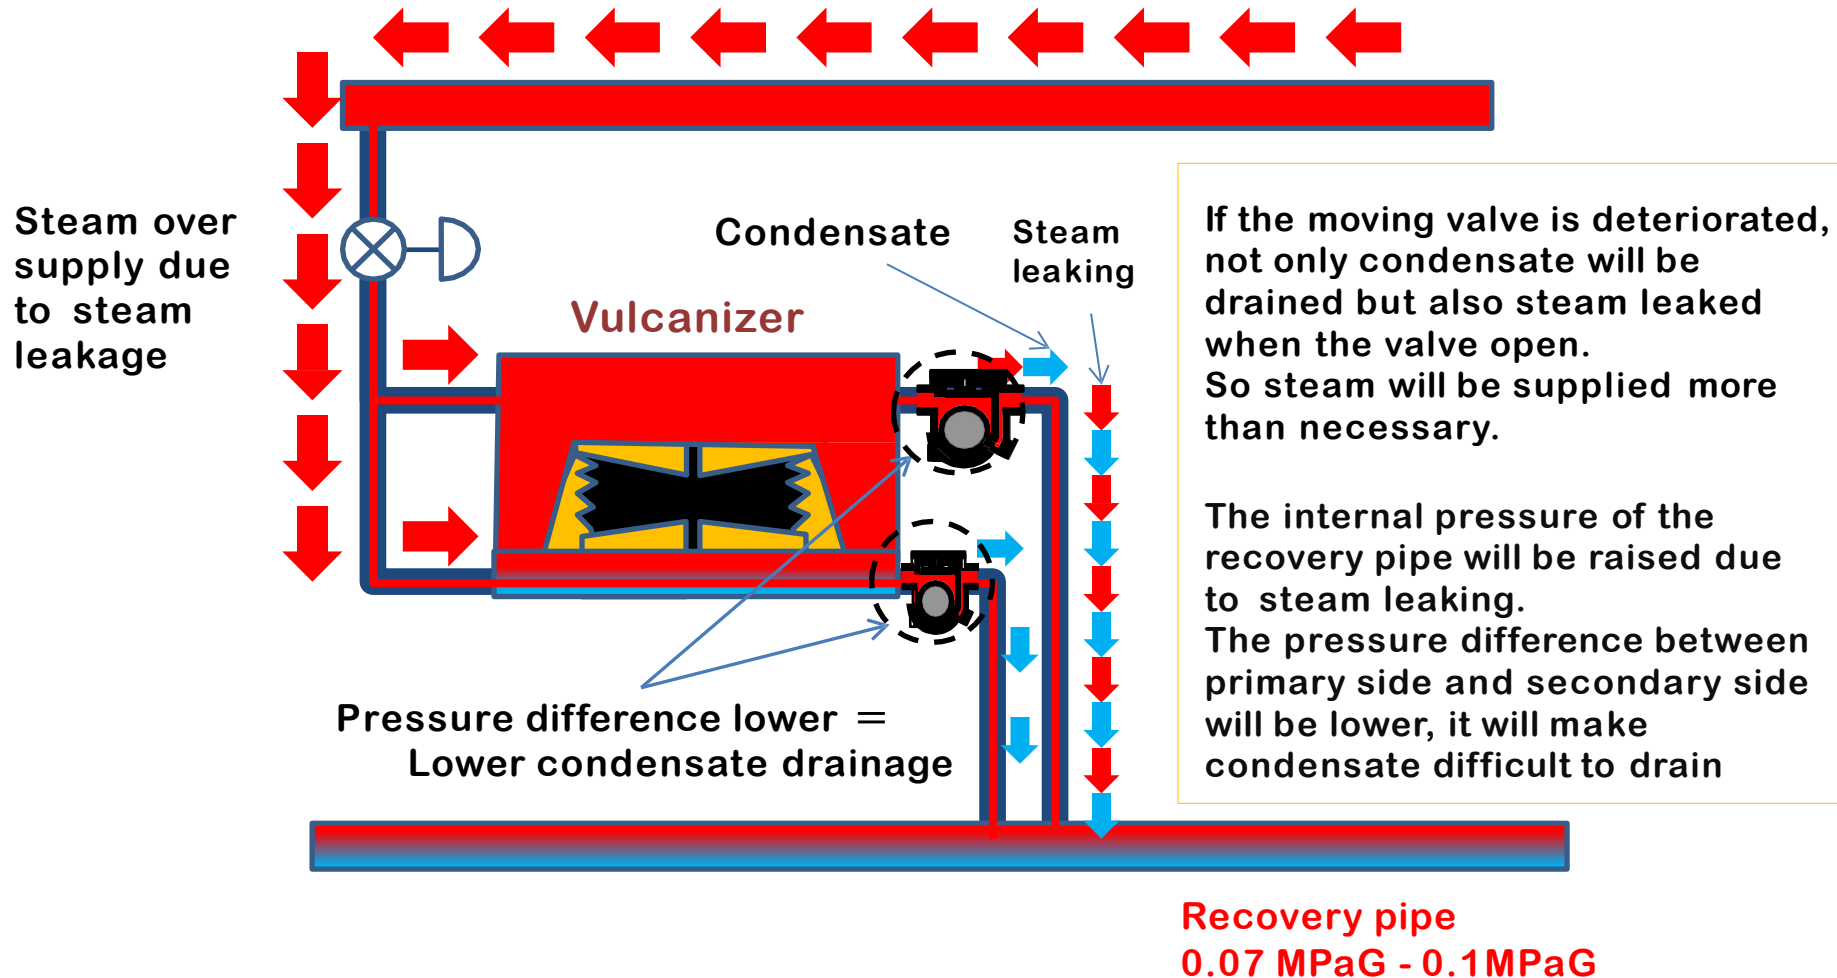 Steam over
supply due
to steam
leakage
Condensate
Steam
leaking
Vulcanizer
Pressure difference lower =
Lower condensate drainage
If the moving valve is deteriorated,
not only condensate will be
drained but also steam leaked
when the valve open.
So steam will be supplied more
than necessary.
The internal pressure of the
recovery pipe will be raised due
to steam leaking.
The pressure difference between
primary side and secondary side
will be lower, it will make
condensate difficult to drain
Recovery pipe
0.07 MPaG - 0.1MPaG